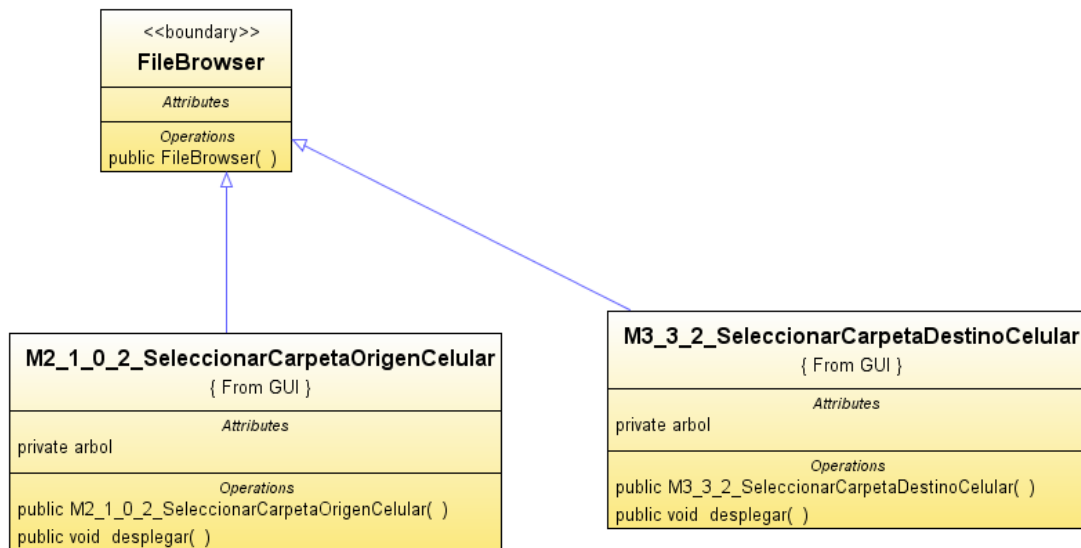 <<boundary>>
FileBrowser
Attributes
Operations
public FileBrowser( )
M2_1_0_2_SeleccionarCarpetaOrigenCelular
{ From GUI }
Attributes
private arbol
Operations
public M2_1_0_2_SeleccionarCarpetaOrigenCelular( )
public void desplegar( )
M3_3_2_SeleccionarCarpetaDestinoCelular
{ From GUI }
Attributes
private arbol
Operations
public M3_3_2_SeleccionarCarpetaDestinoCelular( )
public void desplegar( )